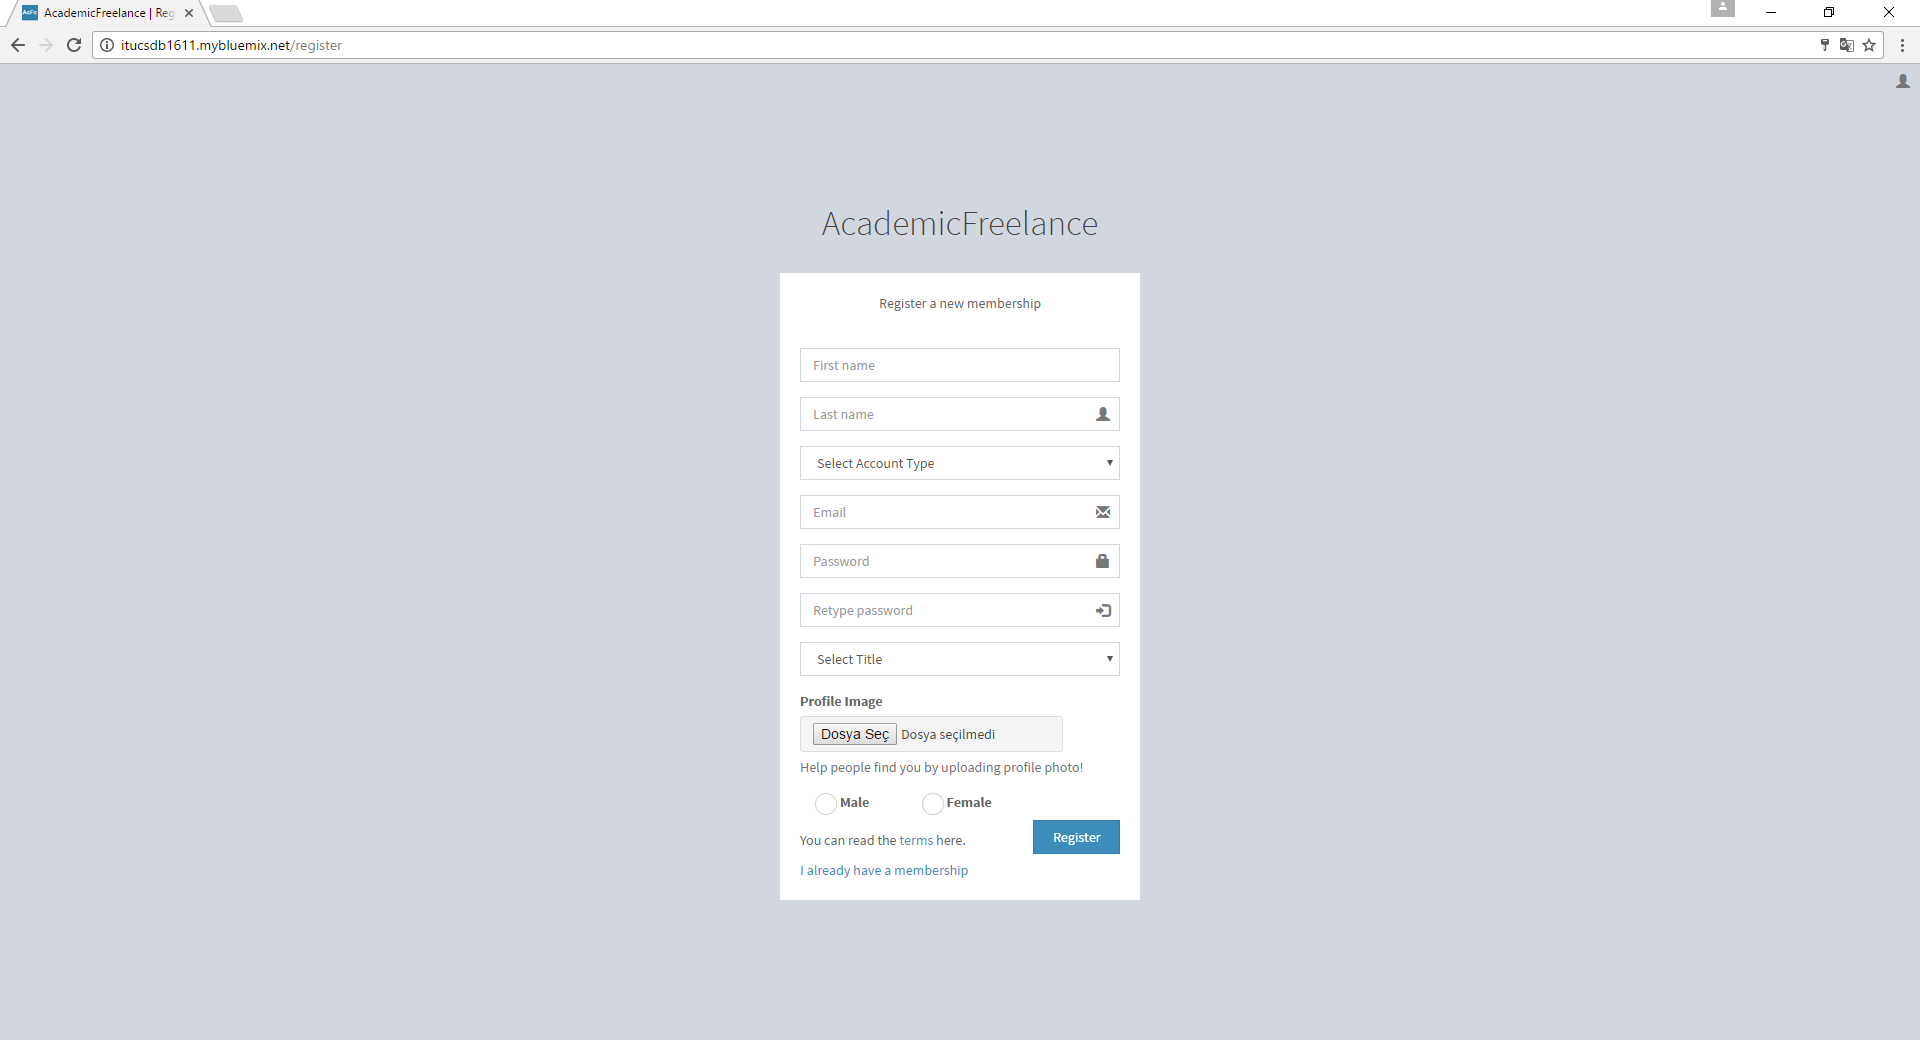 AcFe AcademicFreelance | Reg
itucsdb1611.mybluemix.net/register
AcademicFreelance
Register a new membership
First name
Last name
Select Account Type
Email
Password
Retype password
Select Title
Profile Image
Dosya Seç Dosya seçilmedi
Help people find you by uploading profile photo!
Male Female
You can read the terms here.
Register
I already have a membership